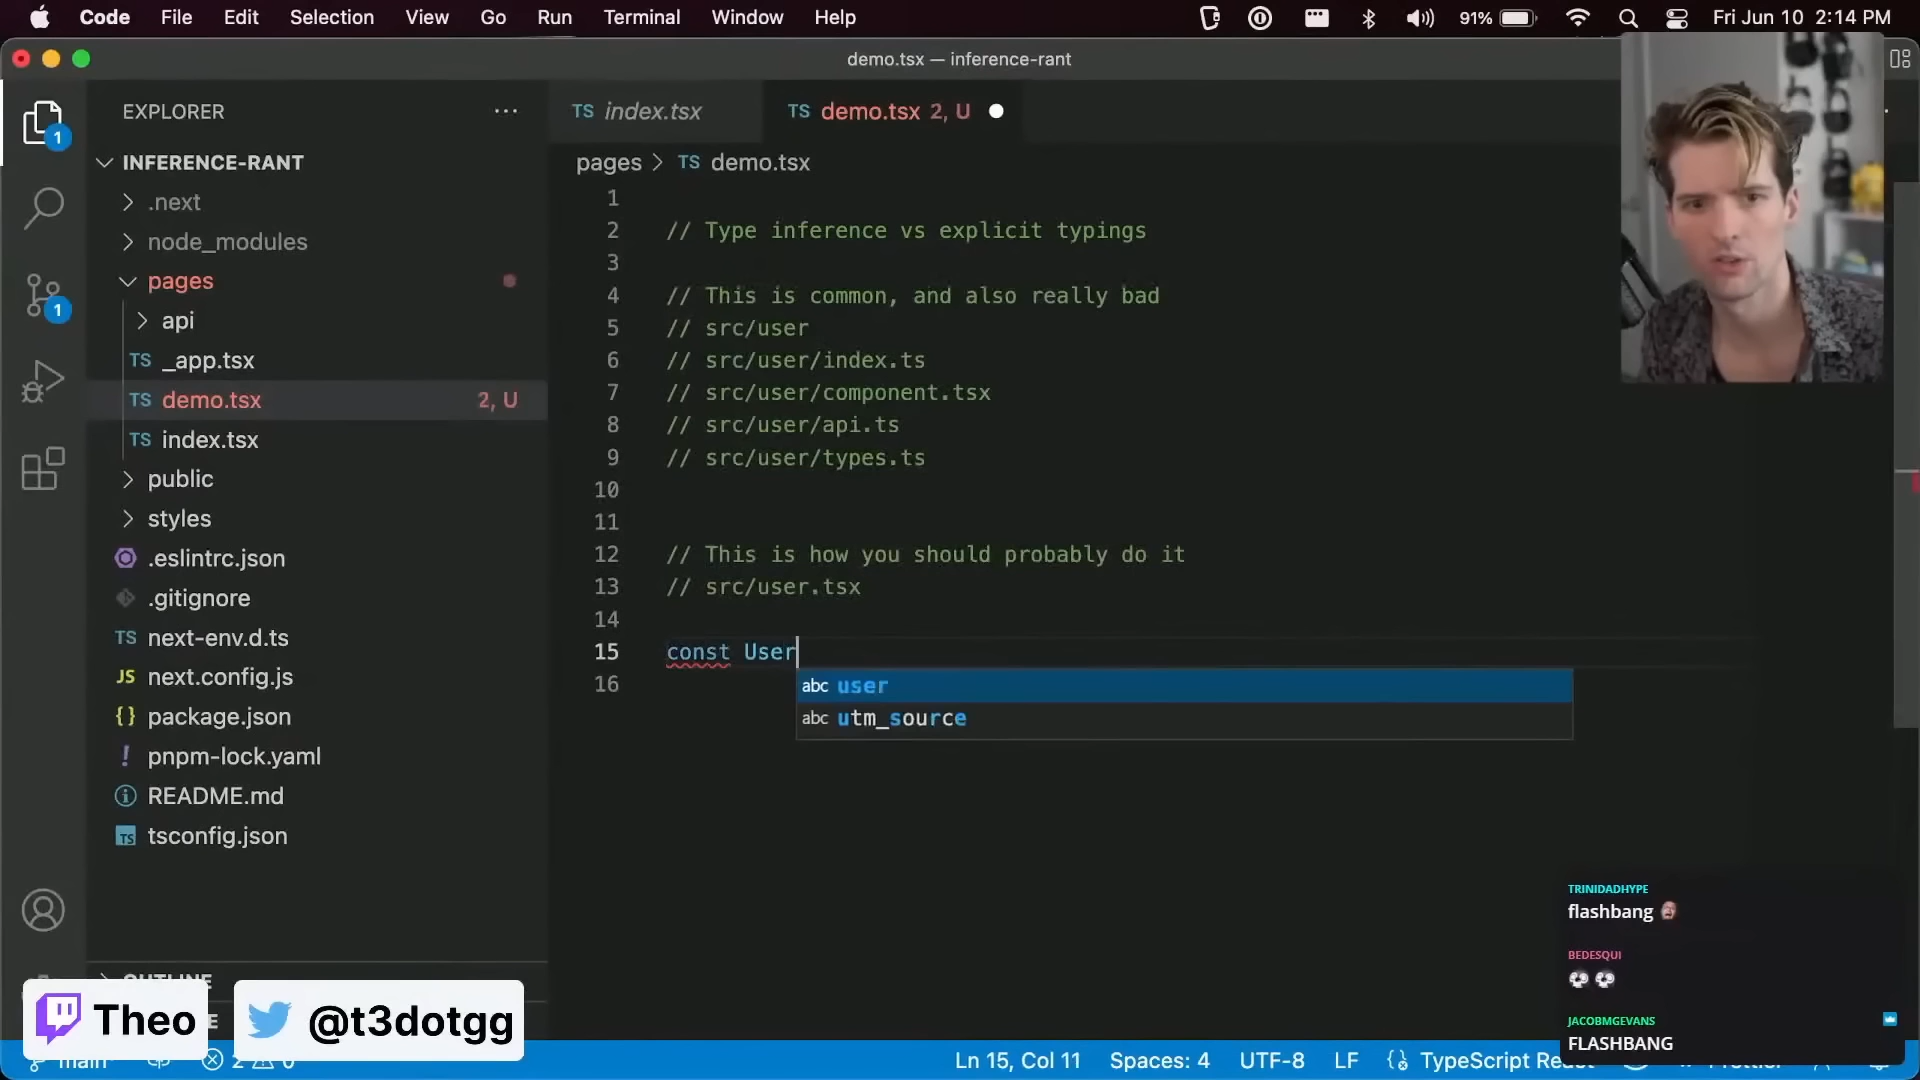 Code File Edit Selection View Go Run Terminal Window Help 91% Fri Jun 10 2:14 PM
demo.tsx — inference-rant
EXPLORER
1
INFERENCE-RANT
.next
node_modules
pages
api
TS _app.tsx
TS demo.tsx 2, U
TS index.tsx
public
styles
.eslintrc.json
.gitignore
TS next-env.d.ts
JS next.config.js
{} package.json
! pnpm-lock.yaml
README.md
TS tsconfig.json
OUTLINE
1
TS index.tsx TS demo.tsx 2, U
pages > TS demo.tsx
1
2 // Type inference vs explicit typings
3
4 // This is common, and also really bad
5 // src/user
6 // src/user/index.ts
7 // src/user/component.tsx
8 // src/user/api.ts
9 // src/user/types.ts
10
11
12 // This is how you should probably do it
13 // src/user.tsx
14
15 const User
16
abc user
abc utm_source
TRINIDADHYPE
flashbang
BEDESQUI
JACOBMGEVANS
FLASHBANG
Theo @t3dotgg
main 2 0 Ln 15, Col 11 Spaces: 4 UTF-8 LF {} TypeScript React Prettier